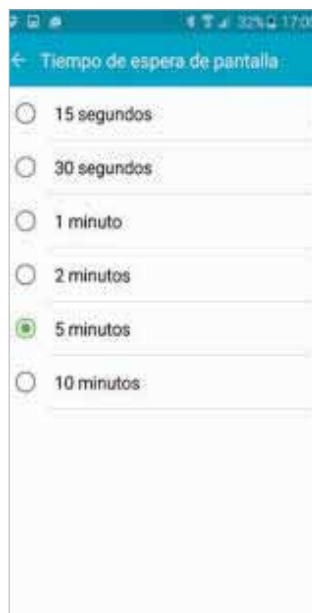 32% 17:05
Tiempo de espera de pantalla
15 segundos
30 segundos
1 minuto
2 minutos
5 minutos
10 minutos